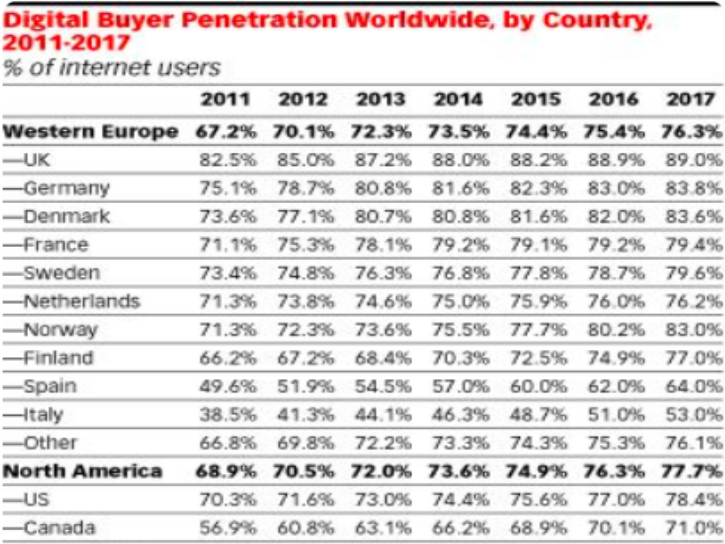 Digital Buyer Penetration Worldwide, by Country,
2011-2017
% of internet users
2011 2012 2013 2014 2015 2016 2017
Western Europe 67.2% 70.1% 72.3% 73.5% 74.4% 75.4% 76.3%
—UK 82.5% 85.0% 87.2% 88.0% 88.2% 88.9% 89.0%
—Germany 75.1% 78.7% 80.8% 81.6% 82.3% 83.0% 83.8%
—Denmark 73.6% 77.1% 80.7% 80.8% 81.6% 82.0% 83.6%
—France 71.1% 75.3% 78.1% 79.2% 79.1% 79.2% 79.4%
—Sweden 73.4% 74.8% 76.3% 76.8% 77.8% 78.7% 79.6%
—Netherlands 71.3% 73.8% 74.6% 75.0% 75.9% 76.0% 76.2%
—Norway 71.3% 72.3% 73.6% 75.5% 77.7% 80.2% 83.0%
—Finland 66.2% 67.2% 68.4% 70.3% 72.5% 74.9% 77.0%
—Spain 49.6% 51.9% 54.5% 57.0% 60.0% 62.0% 64.0%
—Italy 38.5% 41.3% 44.1% 46.3% 48.7% 51.0% 53.0%
—Other 66.8% 69.8% 72.2% 73.3% 74.3% 75.3% 76.1%
North America 68.9% 70.5% 72.0% 73.6% 74.9% 76.3% 77.7%
—US 70.3% 71.6% 73.0% 74.4% 75.6% 77.0% 78.4%
—Canada 56.9% 60.8% 63.1% 66.2% 68.9% 70.1% 71.0%